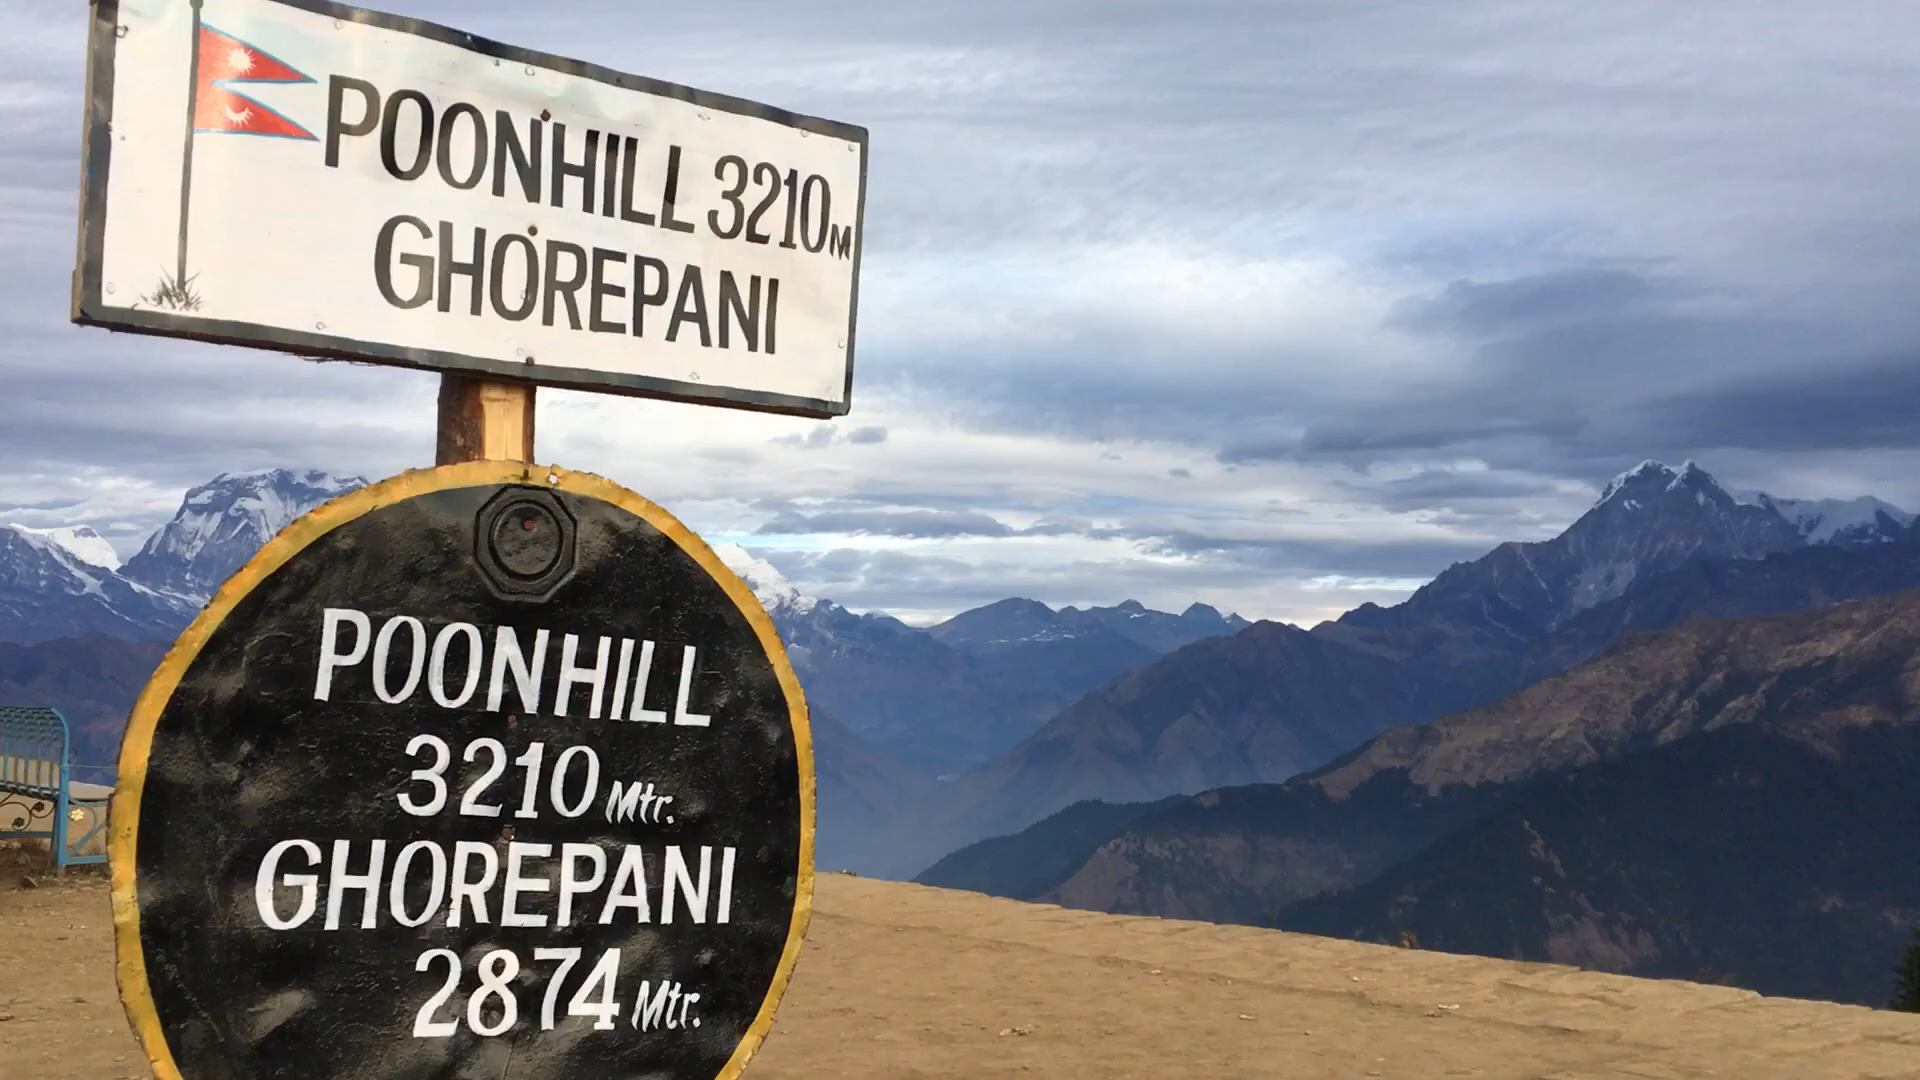 POONHILL 3210M
GHOREPANI
POONHILL
3210 Mtr.
GHOREPANI
2874 Mtr.